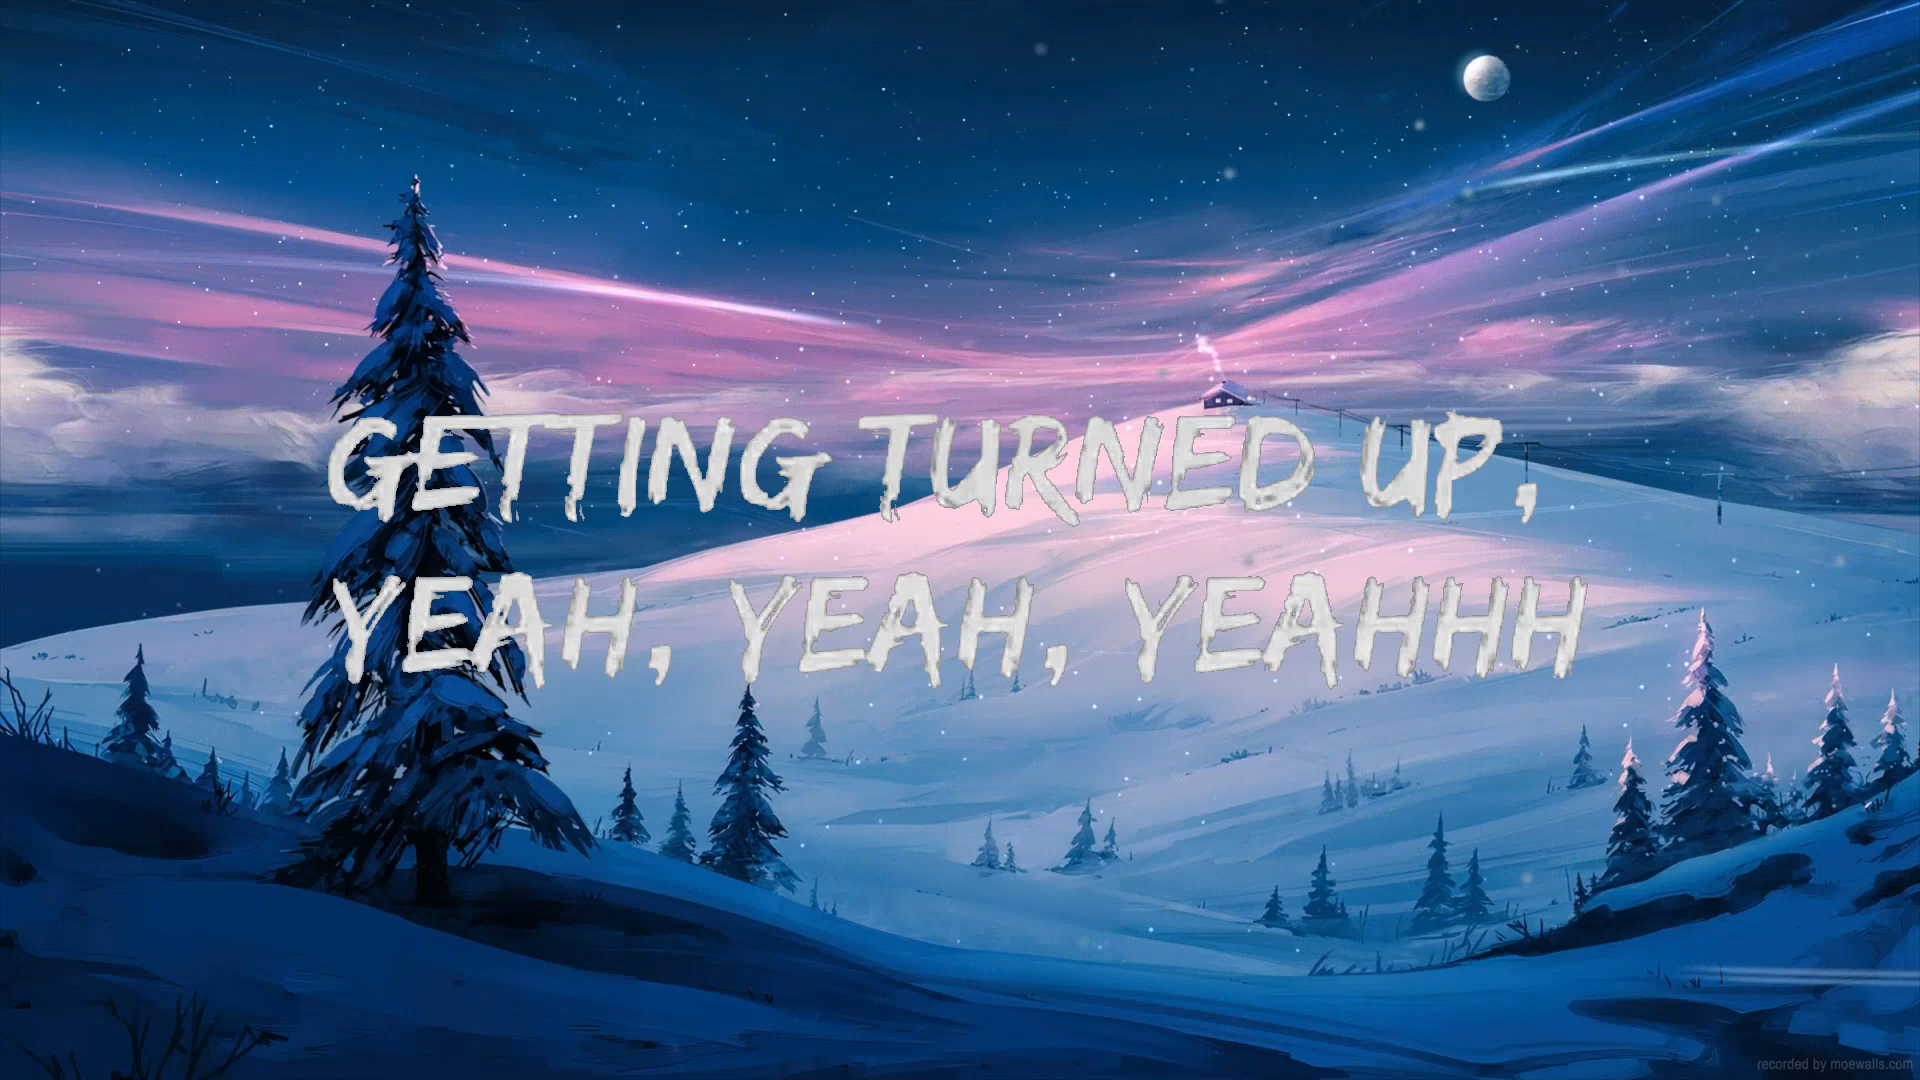 GETTING TURNED UP,
YEAH, YEAH, YEAHHH
recorded by moewalls.com